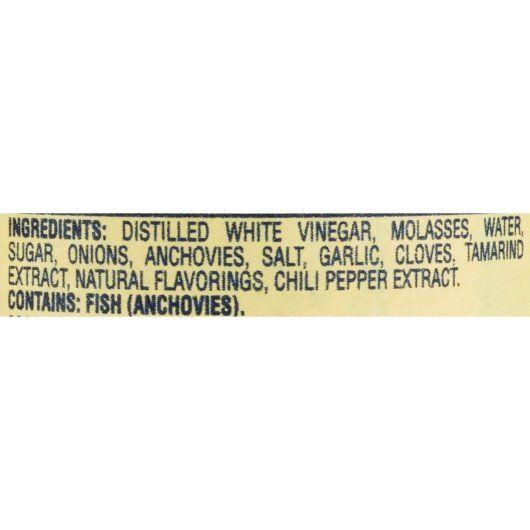 INGREDIENTS: DISTILLED WHITE VINEGAR, MOLASSES, WATER,
SUGAR, ONIONS, ANCHOVIES, SALT, GARLIC, CLOVES, TAMARIND
EXTRACT, NATURAL FLAVORINGS, CHILI PEPPER EXTRACT.
CONTAINS: FISH (ANCHOVIES).